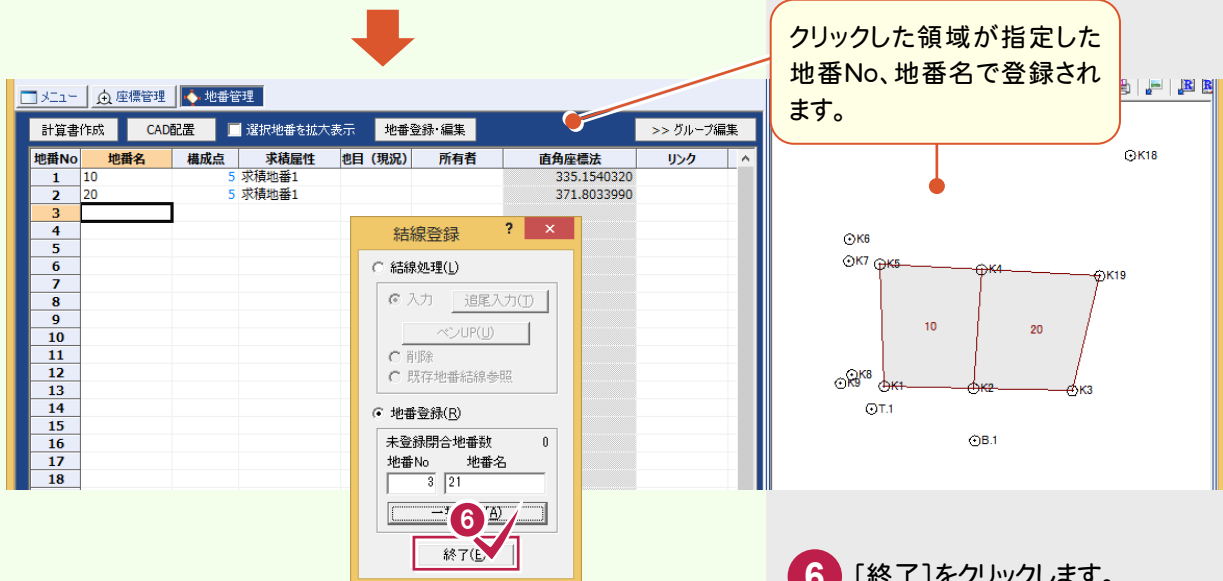 クリックした領域が指定した
地番No、地番名で登録され
ます。
メニュー 座標管理 地番管理
計算書作成 CAD配置 選択地番を拡大表示 地番登録・編集 >> グループ編集
地番No 地番名 構成点 求積属性 地目 (現況) 所有者 直角座標法 リンク
1 10 5 求積地番1 335.1540320
2 20 5 求積地番1 371.8033990
3
4
5
6
7
8
9
10
11
12
13
14
15
16
17
18
結線登録 ? ×
結線処理(L)
入力 追尾入力(T)
ペンUP(U)
削除
既存地番結線参照
地番登録(R)
未登録閉合地番数 0
地番No 地番名
3 21
(A)
6
終了(E)
K18
K6
K7 K5 K4 K19
10 20
K8
K9 K1 K2 K3
T.1
B.1
6 [終了]をクリックします。